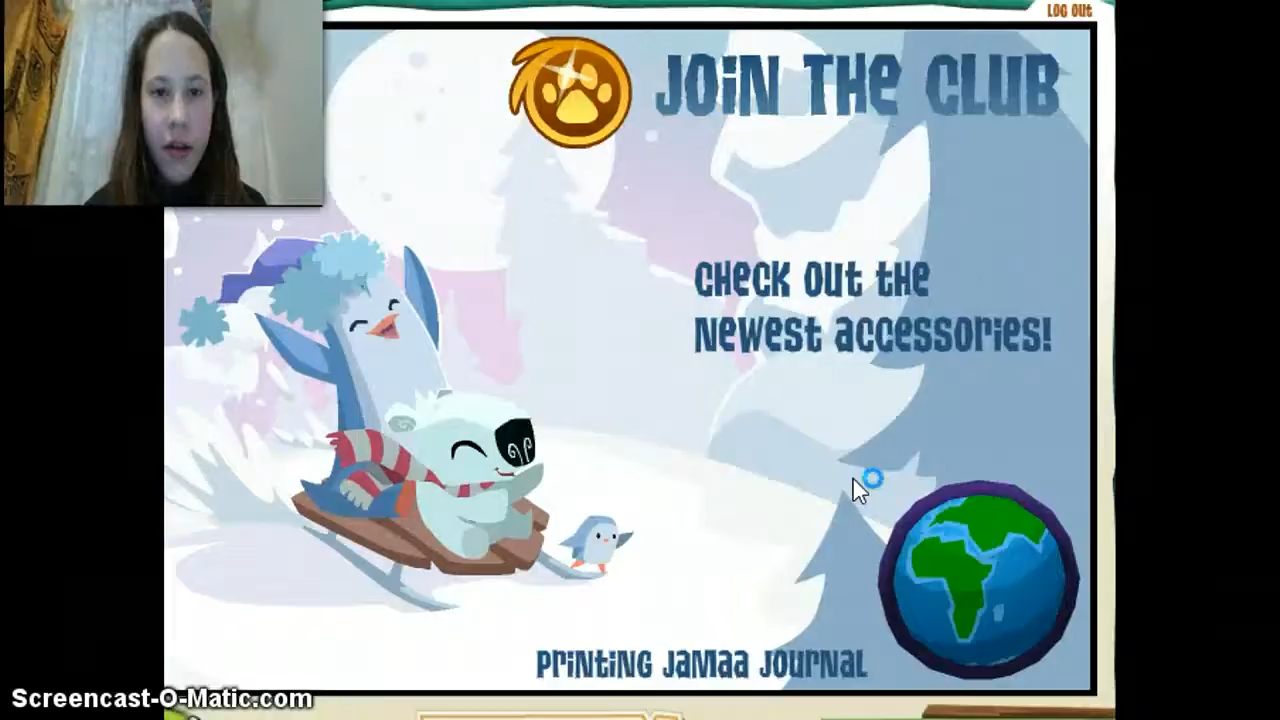 LOG OUT
JOIN THE CLUB
CHECK OUT THE
NEWEST ACCESSORIES!
PRINTING JAMAA JOURNAL
Screencast-O-Matic.com